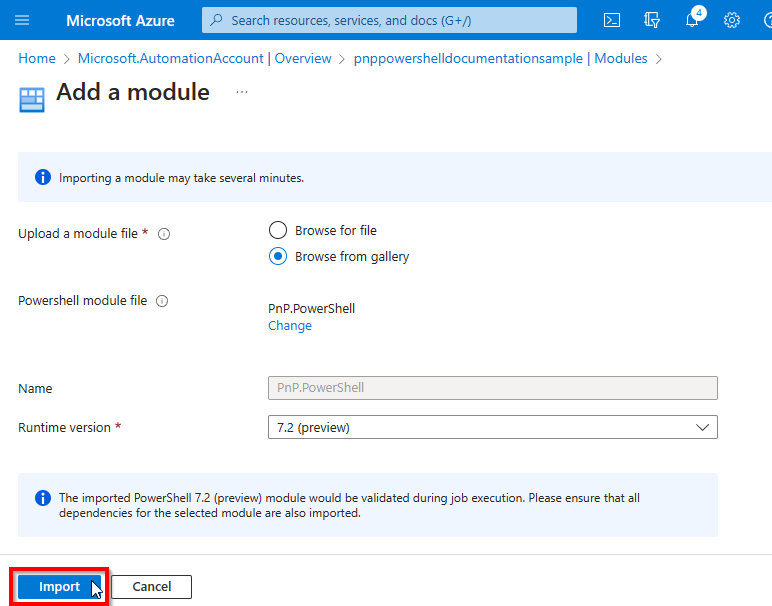 Microsoft Azure
Search resources, services, and docs (G+/)
4
Home > Microsoft.AutomationAccount | Overview > pnppowershelldocumentationsample | Modules >
Add a module ...
Importing a module may take several minutes.
Upload a module file *
Browse for file
Browse from gallery
Powershell module file
PnP.PowerShell
Change
Name
PnP.PowerShell
Runtime version *
7.2 (preview)
The imported PowerShell 7.2 (preview) module would be validated during job execution. Please ensure that all
dependencies for the selected module are also imported.
Import
Cancel